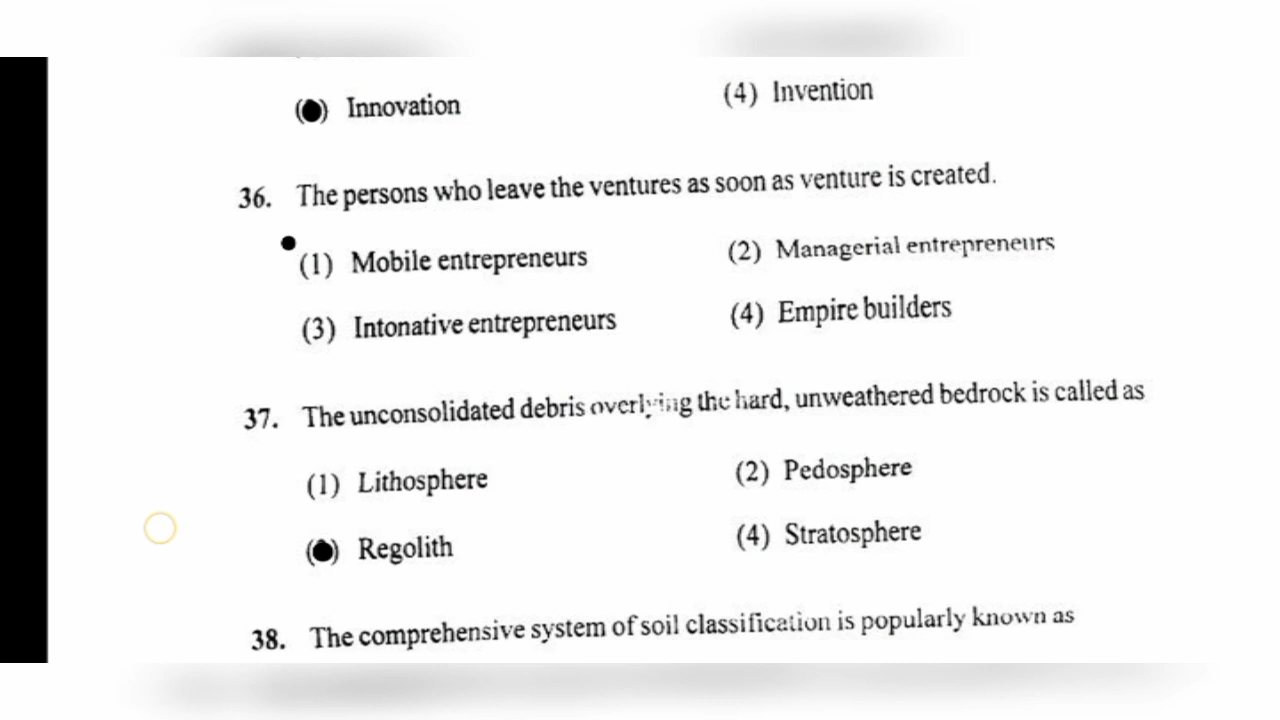 Innovation
(4) Invention
36. The persons who leave the ventures as soon as venture is created.
(1) Mobile entrepreneurs
(2) Managerial entrepreneurs
(3) Intonative entrepreneurs
(4) Empire builders
37. The unconsolidated debris overlying the hard, unweathered bedrock is called as
(1) Lithosphere
(2) Pedosphere
Regolith
(4) Stratosphere
38. The comprehensive system of soil classification is popularly known as